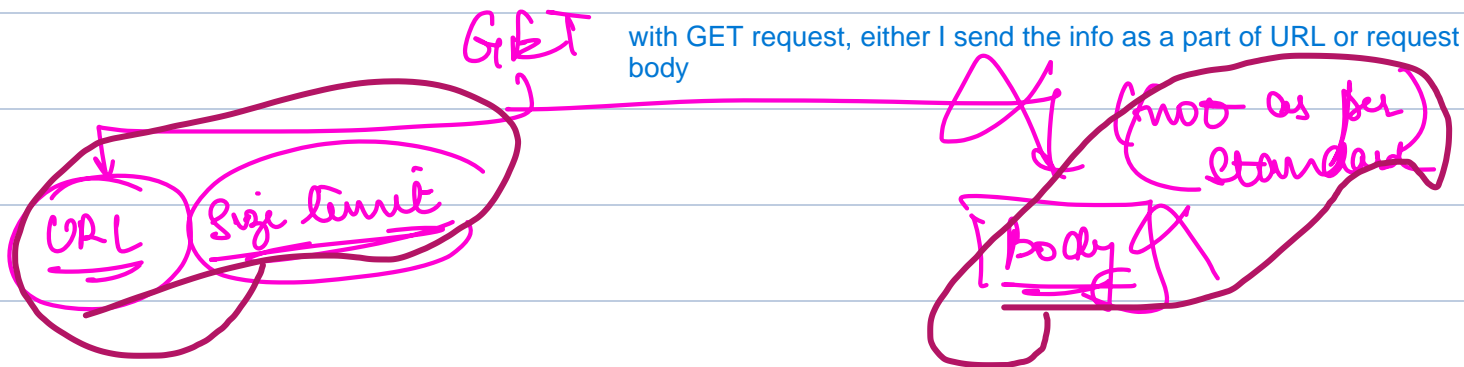 GET
with GET request, either I send the info as a part of URL or request
body
(not as per
standard
URL
Size limit
body